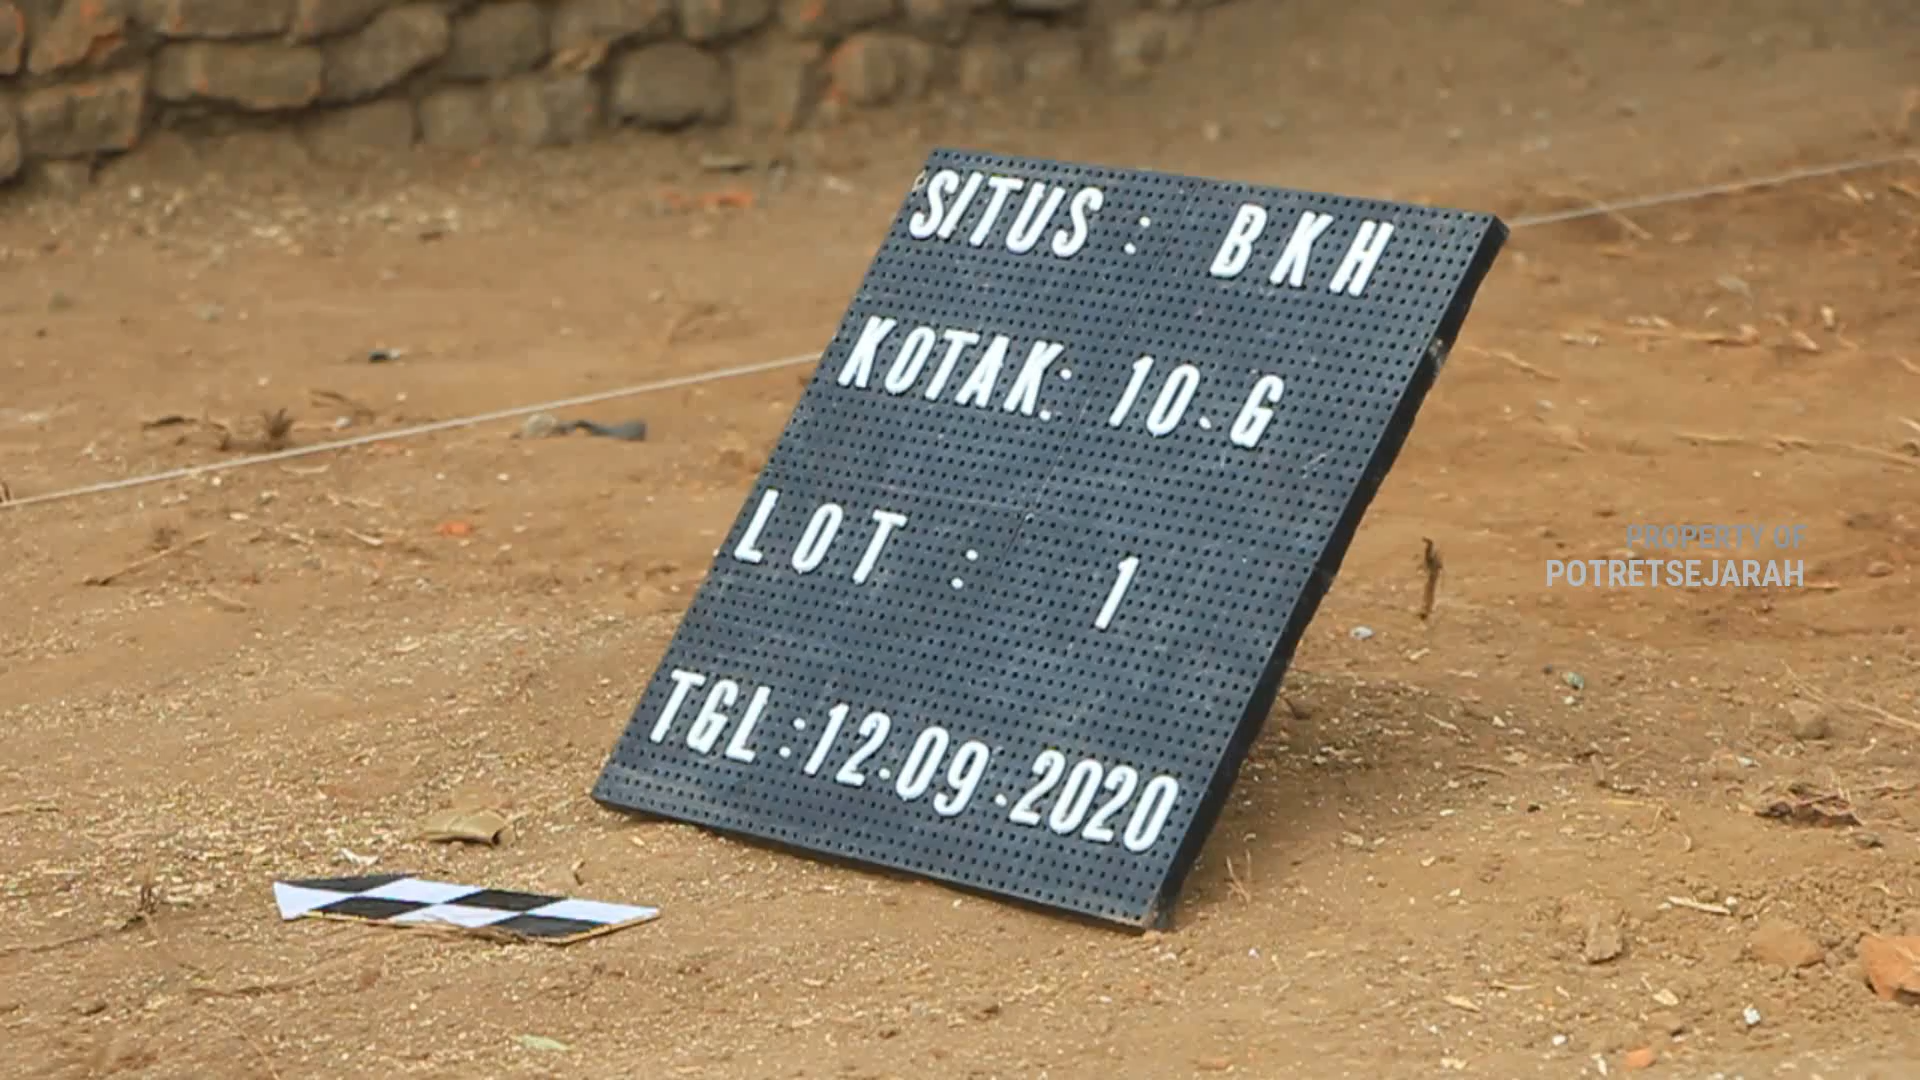 SITUS : BKH
KOTAK: 10.G
LOT : 1
TGL:12.09.2020
PROPERTY OF
POTRETSEJARAH